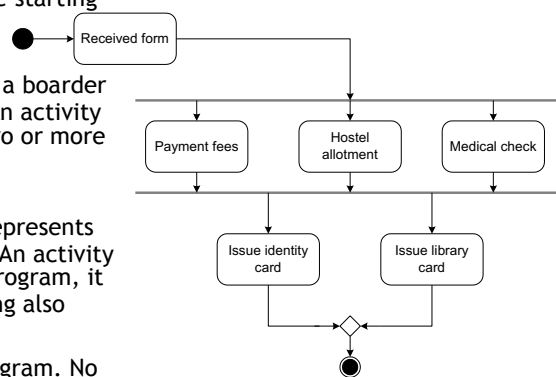 e starting
a boarder
n activity
o or more
epresents
An activity
rogram, it
ng also
gram. No
Received form
Payment fees
Hostel
allotment
Medical check
Issue identity
card
Issue library
card